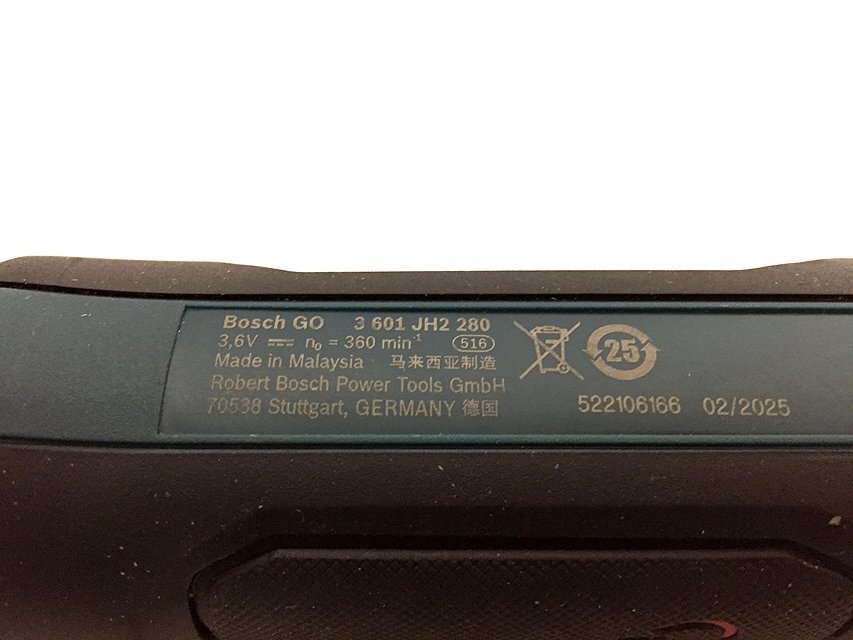 Bosch GO 3 601 JH2 280
3,6V ⎓ n₀ = 360 min⁻¹ 516
Made in Malaysia 马来西亚制造
Robert Bosch Power Tools GmbH
70538 Stuttgart, GERMANY 德国
25
522106166 02/2025